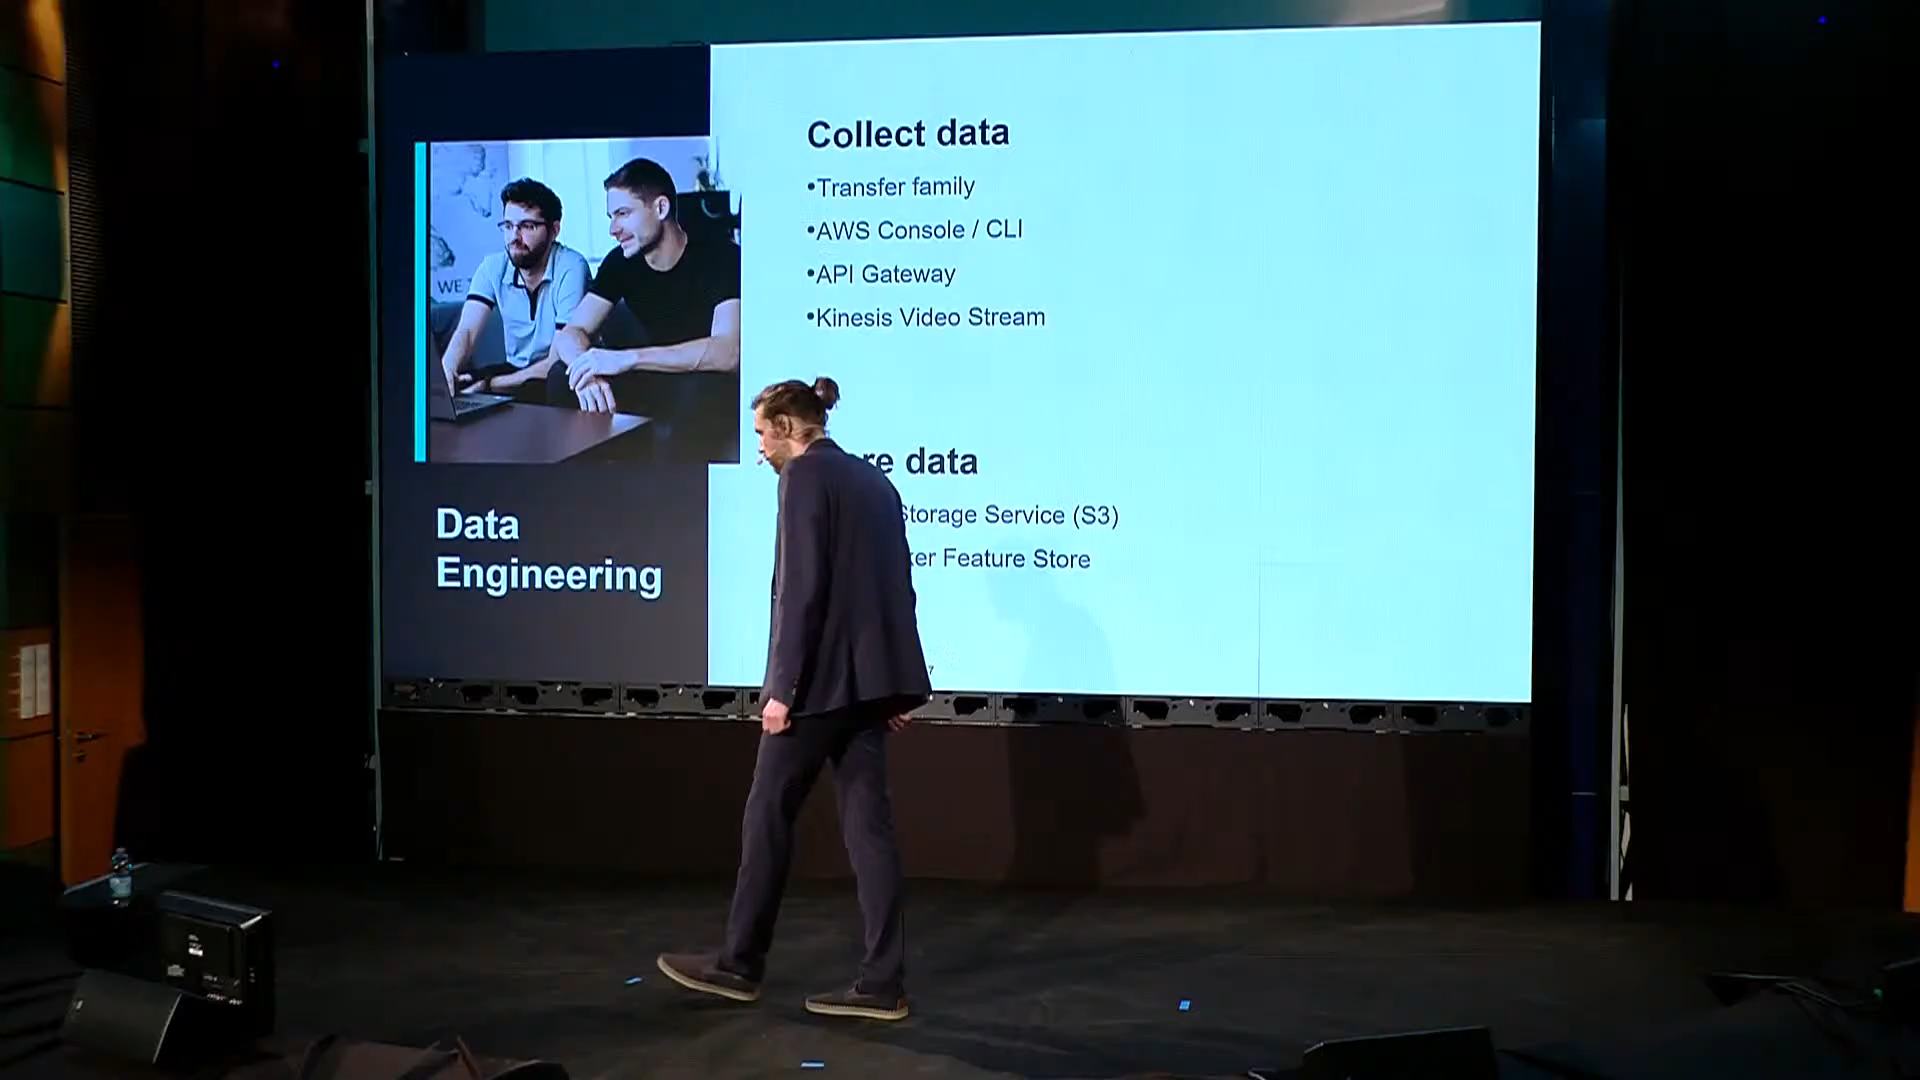 Collect data
•Transfer family
•AWS Console / CLI
•API Gateway
•Kinesis Video Stream
WE
data
Storage Service (S3)
Feature Store
Data
Engineering
7